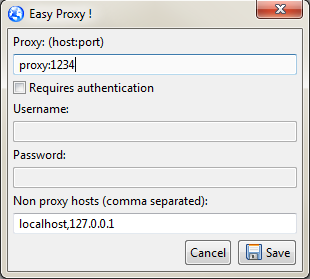 Easy Proxy !
Proxy: (host:port)
proxy:1234
Requires authentication
Username:
Password:
Non proxy hosts (comma separated):
localhost,127.0.0.1
Cancel Save